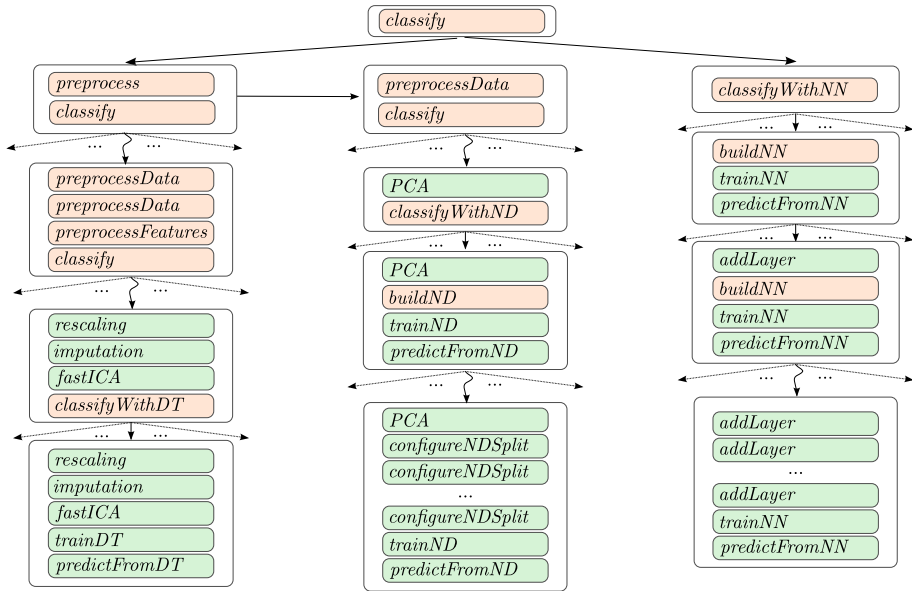 classify
preprocess
classify
...
...
preprocessData
preprocessData
preprocessFeatures
classify
...
...
rescaling
imputation
fastICA
classifyWithDT
...
...
rescaling
imputation
fastICA
trainDT
predictFromDT
preprocessData
classify
...
...
PCA
classifyWithND
...
...
PCA
buildND
trainND
predictFromND
...
...
PCA
configureNDSplit
configureNDSplit
...
configureNDSplit
trainND
predictFromND
classifyWithNN
...
...
buildNN
trainNN
predictFromNN
...
...
addLayer
buildNN
trainNN
predictFromNN
...
...
addLayer
addLayer
...
addLayer
trainNN
predictFromNN